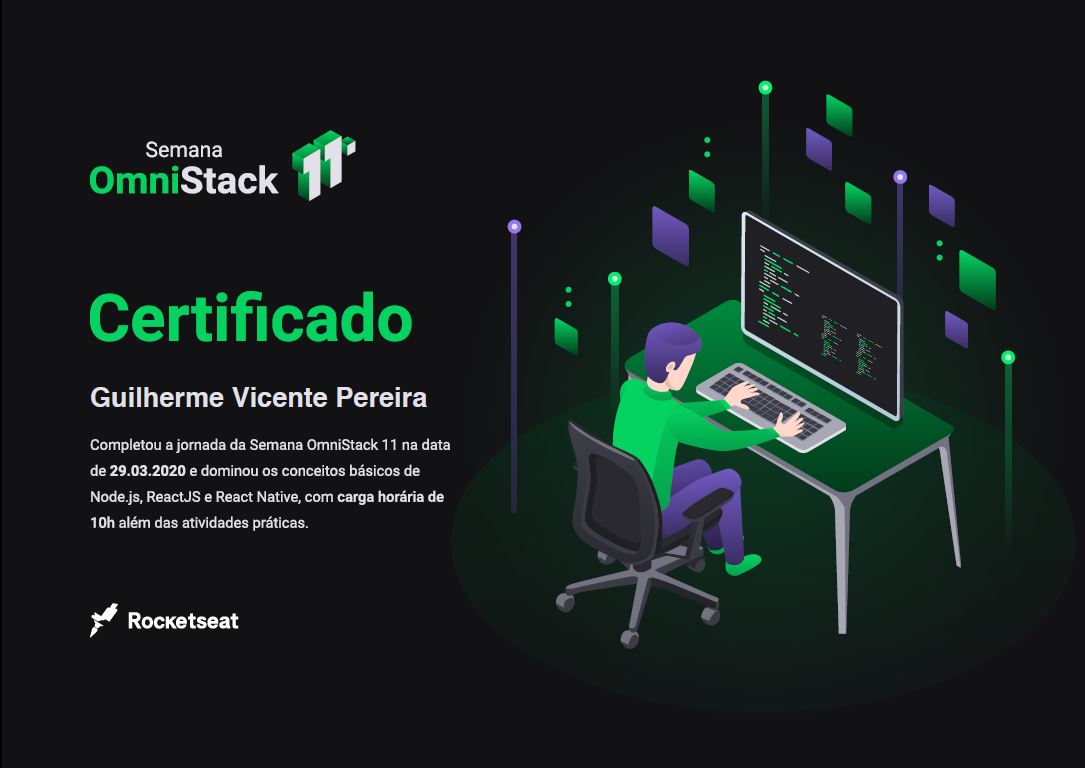 Semana
OmniStack 11
Certificado
Guilherme Vicente Pereira
Completou a jornada da Semana OmniStack 11 na data
de 29.03.2020 e dominou os conceitos básicos de
Node.js, ReactJS e React Native, com carga horária de
10h além das atividades práticas.
Rocketseat